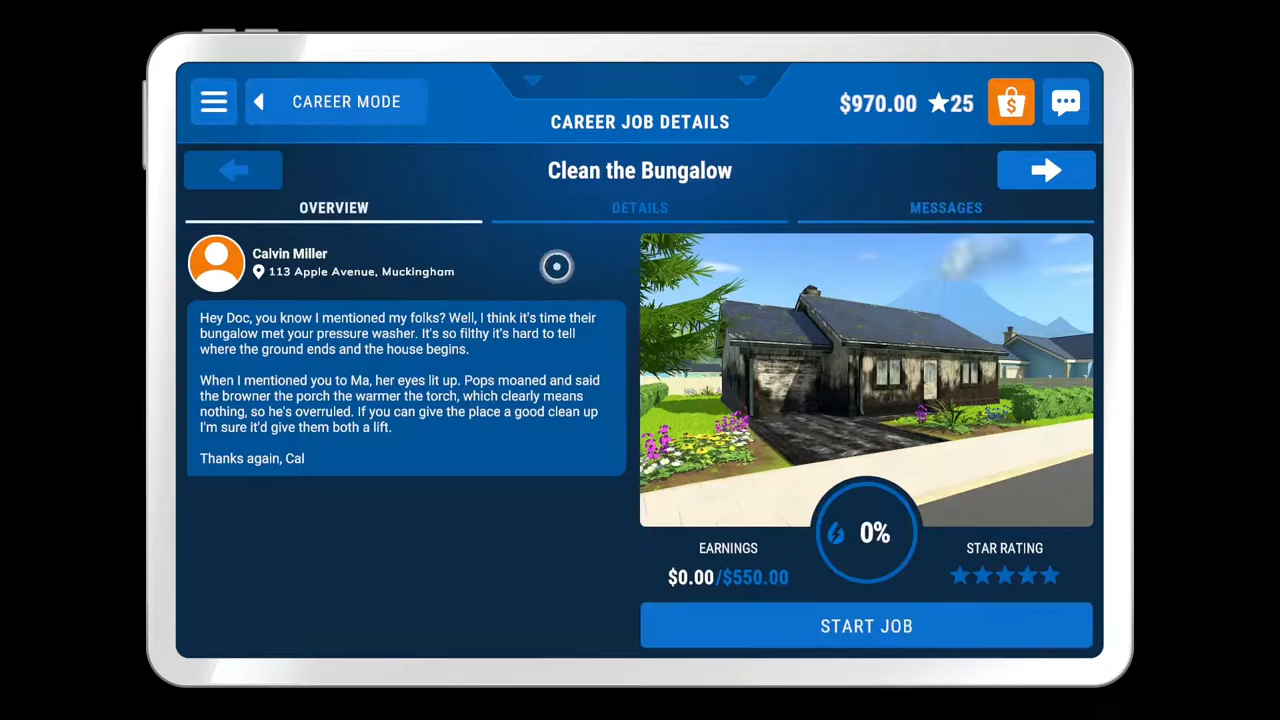 CAREER MODE
$970.00 ★25
CAREER JOB DETAILS
Clean the Bungalow
OVERVIEW
DETAILS
MESSAGES
Calvin Miller
113 Apple Avenue, Muckingham
Hey Doc, you know I mentioned my folks? Well, I think it's time their
bungalow met your pressure washer. It's so filthy it's hard to tell
where the ground ends and the house begins.
When I mentioned you to Ma, her eyes lit up. Pops moaned and said
the browner the porch the warmer the torch, which clearly means
nothing, so he's overruled. If you can give the place a good clean up
I'm sure it'd give them both a lift.
Thanks again, Cal
0%
EARNINGS
$0.00/$550.00
STAR RATING
START JOB